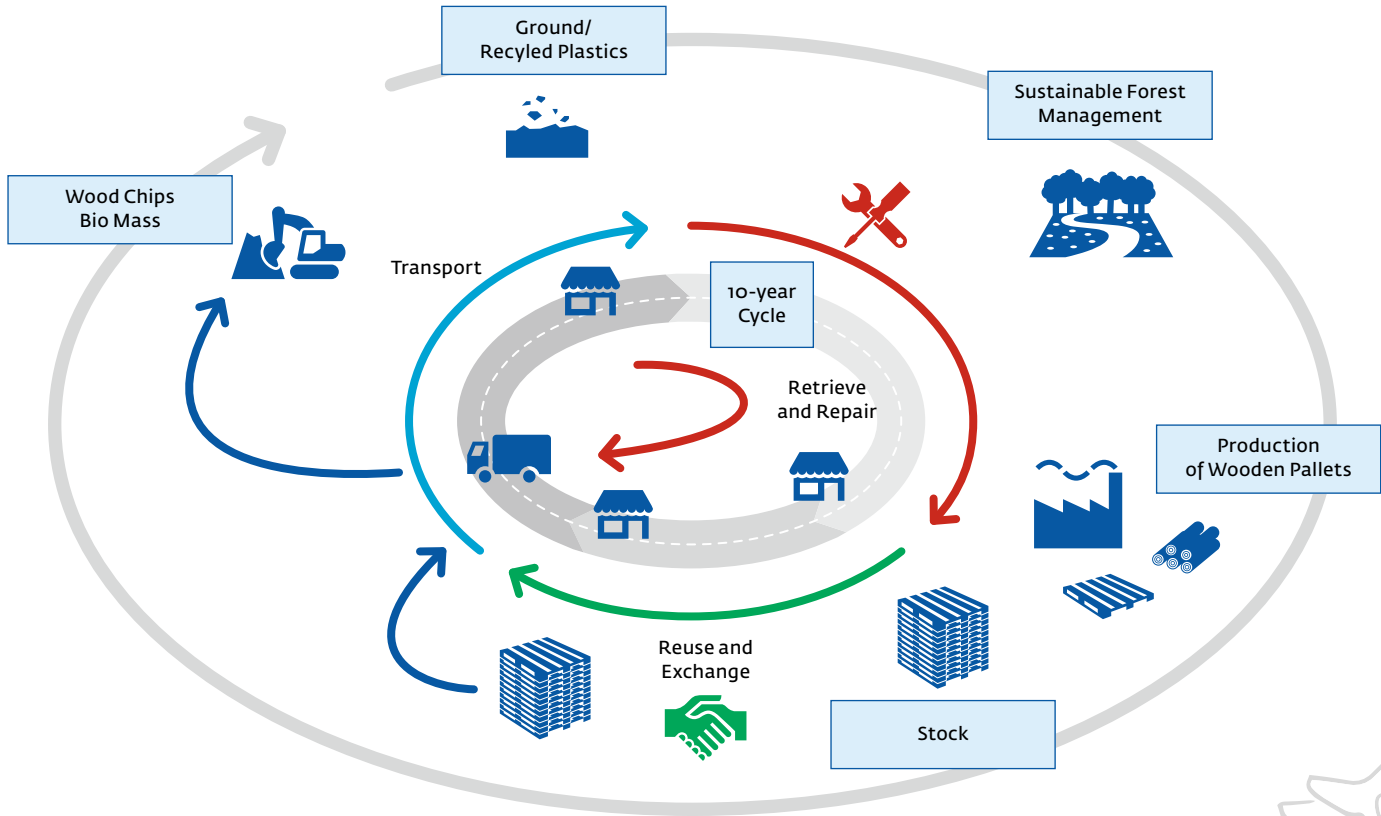 Ground/
Recyled Plastics
Sustainable Forest
Management
Wood Chips
Bio Mass
Transport
10-year
Cycle
Retrieve
and Repair
Production
of Wooden Pallets
Reuse and
Exchange
Stock